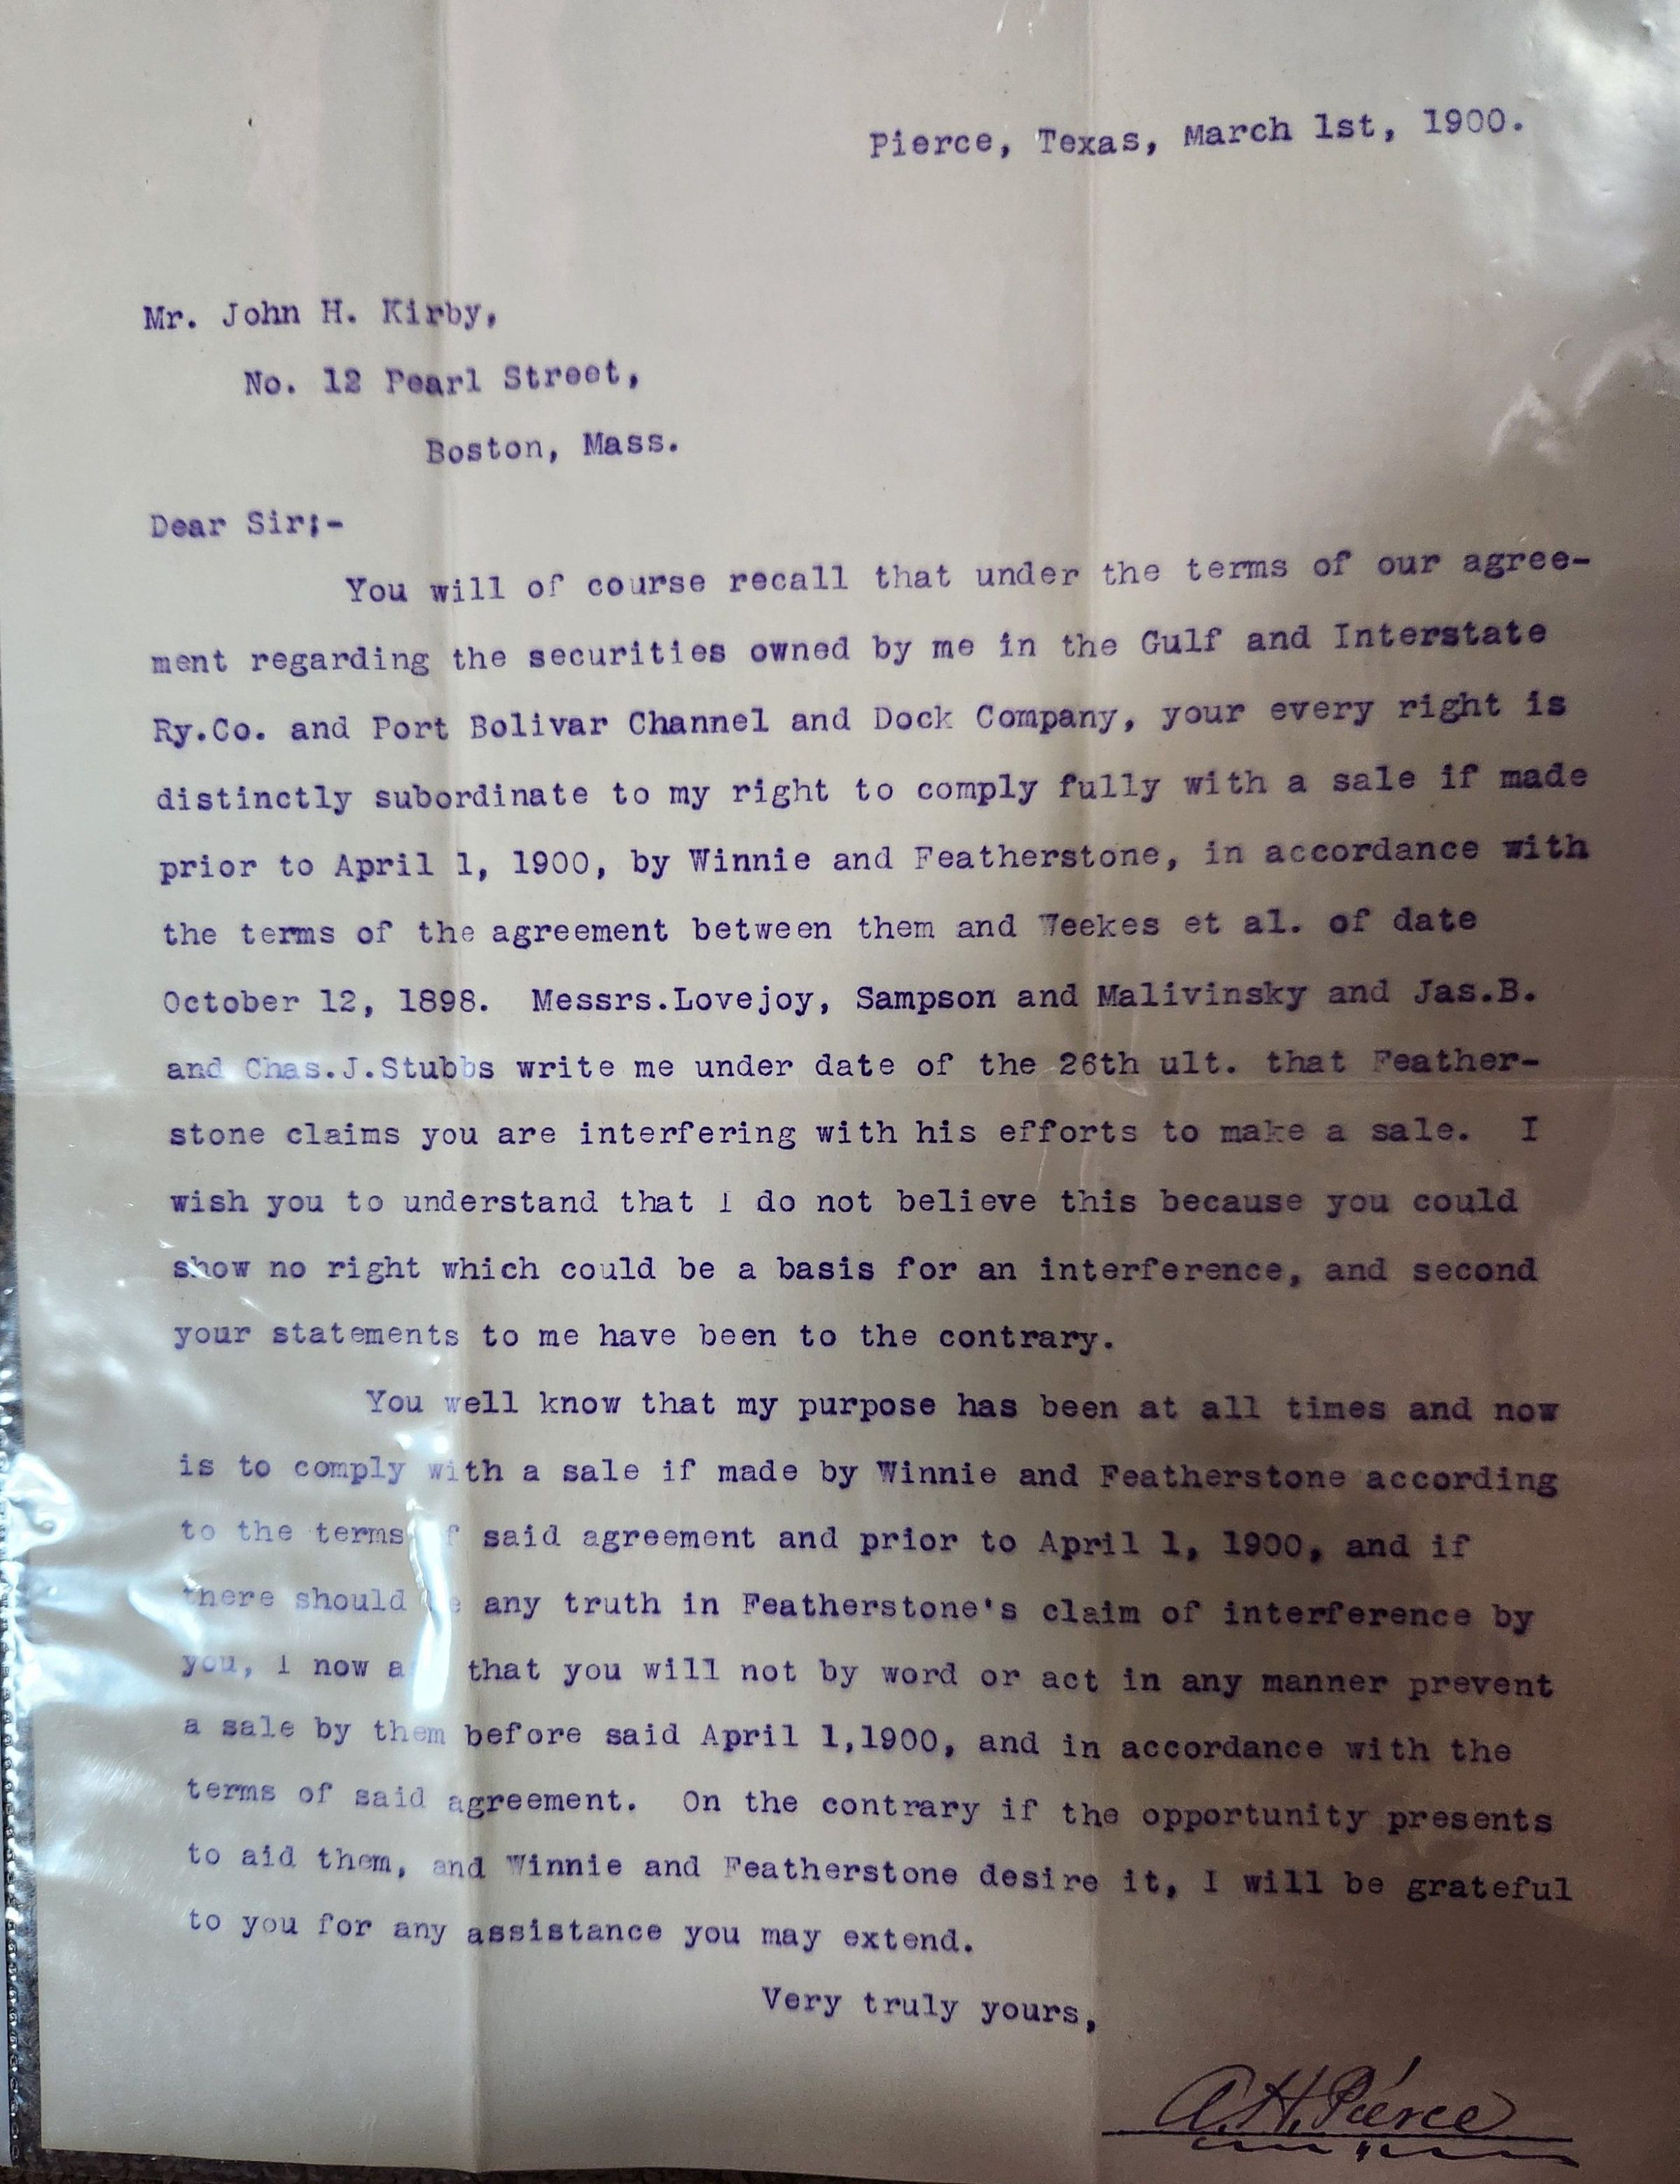 Pierce, Texas, March 1st, 1900.
Mr. John H. Kirby,
No. 12 Pearl Street,
Boston, Mass.
Dear Sir;-
You will of course recall that under the terms of our agree-
ment regarding the securities owned by me in the Gulf and Interstate
Ry.Co. and Port Bolivar Channel and Dock Company, your every right is
distinctly subordinate to my right to comply fully with a sale if made
prior to April 1, 1900, by Winnie and Featherstone, in accordance with
the terms of the agreement between them and Weekes et al. of date
October 12, 1898. Messrs.Lovejoy, Sampson and Malivinsky and Jas.B.
and Chas.J.Stubbs write me under date of the 26th ult. that Feather-
stone claims you are interfering with his efforts to make a sale. I
wish you to understand that I do not believe this because you could
show no right which could be a basis for an interference, and second
your statements to me have been to the contrary.
You well know that my purpose has been at all times and now
is to comply with a sale if made by Winnie and Featherstone according
to the terms said agreement and prior to April 1, 1900, and if
there should any truth in Featherstone's claim of interference by
you, I now that you will not by word or act in any manner prevent
a sale by them before said April 1,1900, and in accordance with the
terms of said agreement. On the contrary if the opportunity presents
to aid them, and Winnie and Featherstone desire it, I will be grateful
to you for any assistance you may extend.
Very truly yours,
A.H.Pierce